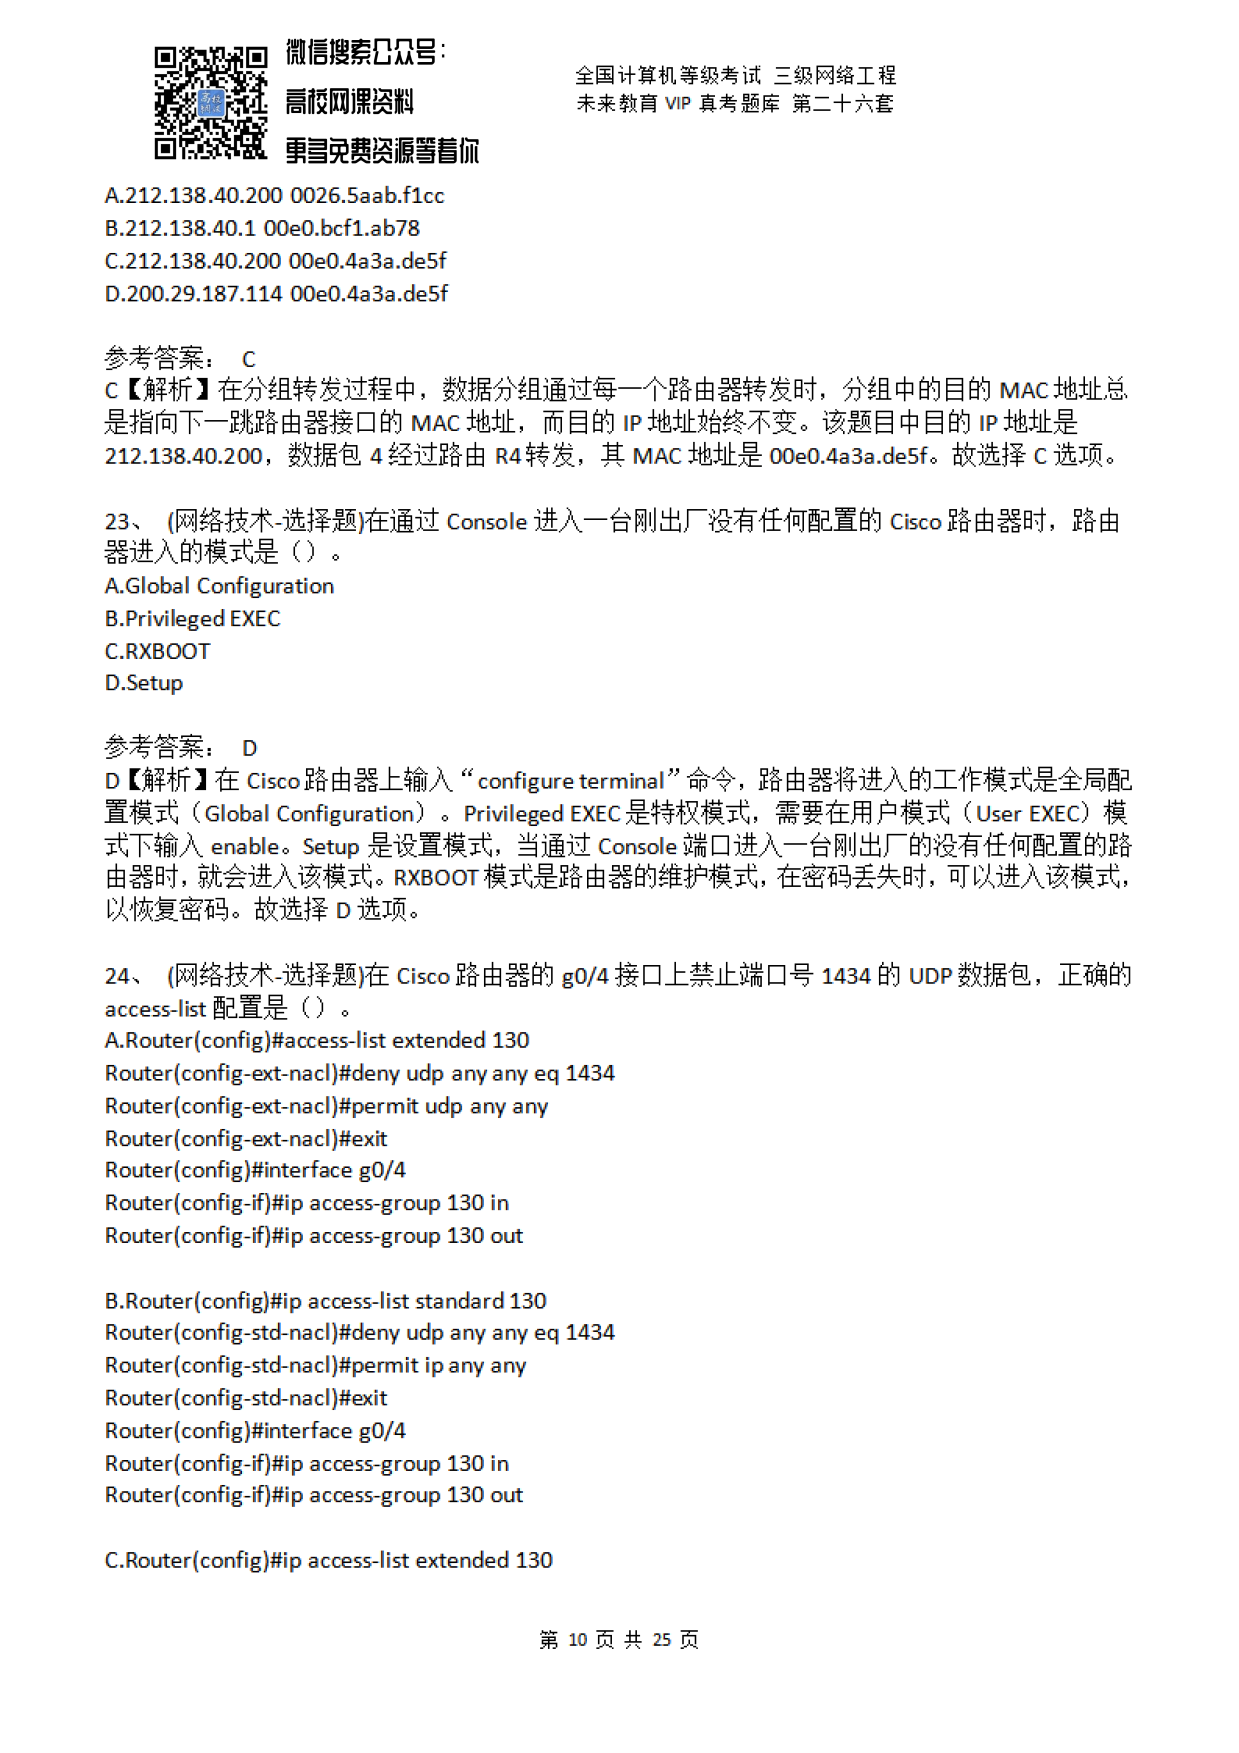 微信搜索公众号：
高校网课资料
更多免费资源等着你
全国计算机等级考试 三级网络工程
未来教育 VIP 真考题库 第二十六套
A.212.138.40.200 0026.5aab.f1cc
B.212.138.40.1 00e0.bcf1.ab78
C.212.138.40.200 00e0.4a3a.de5f
D.200.29.187.114 00e0.4a3a.de5f
参考答案： C
C【解析】在分组转发过程中，数据分组通过每一个路由器转发时，分组中的目的 MAC 地址总
是指向下一跳路由器接口的 MAC 地址，而目的 IP 地址始终不变。该题目中目的 IP 地址是
212.138.40.200，数据包 4 经过路由 R4 转发，其 MAC 地址是 00e0.4a3a.de5f。故选择 C 选项。
23、 (网络技术-选择题)在通过 Console 进入一台刚出厂没有任何配置的 Cisco 路由器时，路由
器进入的模式是（）。
A.Global Configuration
B.Privileged EXEC
C.RXBOOT
D.Setup
参考答案： D
D【解析】在 Cisco 路由器上输入“configure terminal”命令，路由器将进入的工作模式是全局配
置模式（Global Configuration）。Privileged EXEC 是特权模式，需要在用户模式（User EXEC）模
式下输入 enable。Setup 是设置模式，当通过 Console 端口进入一台刚出厂的没有任何配置的路
由器时，就会进入该模式。RXBOOT 模式是路由器的维护模式，在密码丢失时，可以进入该模式，
以恢复密码。故选择 D 选项。
24、 (网络技术-选择题)在 Cisco 路由器的 g0/4 接口上禁止端口号 1434 的 UDP 数据包，正确的
access-list 配置是（）。
A.Router(config)#access-list extended 130
Router(config-ext-nacl)#deny udp any any eq 1434
Router(config-ext-nacl)#permit udp any any
Router(config-ext-nacl)#exit
Router(config)#interface g0/4
Router(config-if)#ip access-group 130 in
Router(config-if)#ip access-group 130 out
B.Router(config)#ip access-list standard 130
Router(config-std-nacl)#deny udp any any eq 1434
Router(config-std-nacl)#permit ip any any
Router(config-std-nacl)#exit
Router(config)#interface g0/4
Router(config-if)#ip access-group 130 in
Router(config-if)#ip access-group 130 out
C.Router(config)#ip access-list extended 130
第 10 页 共 25 页